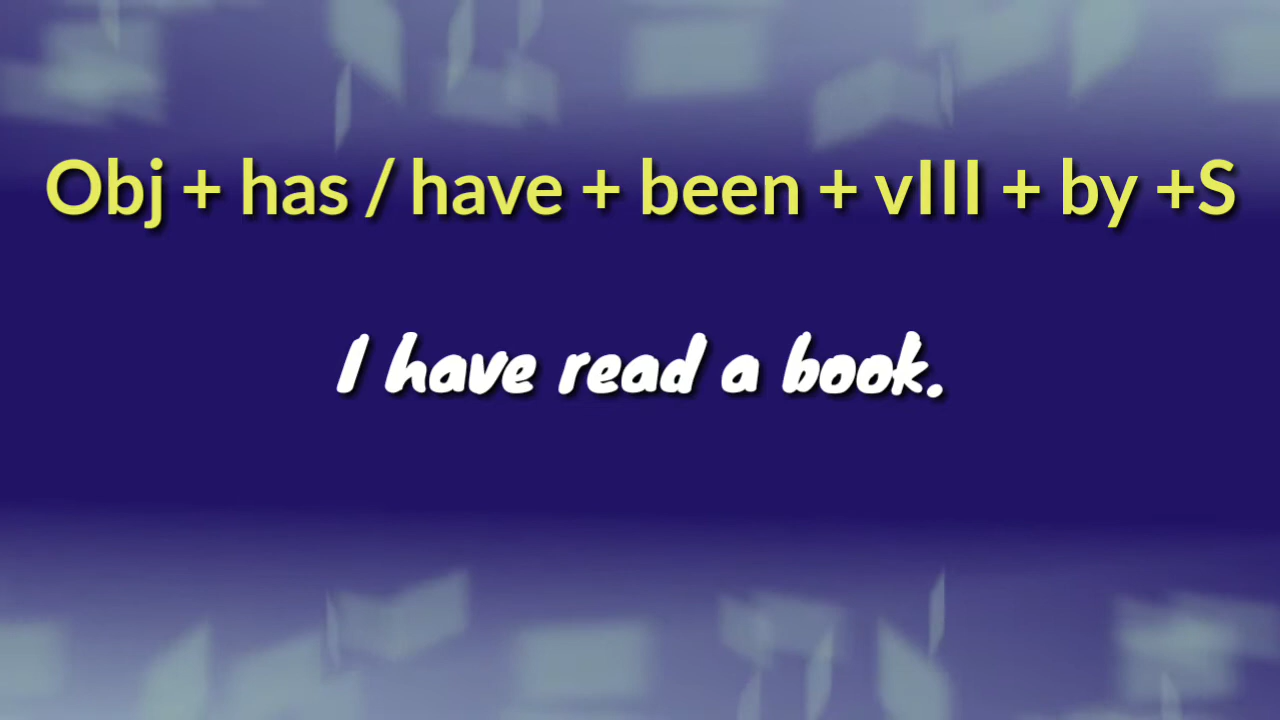 Obj + has / have + been + vIII + by +S
I have read a book.